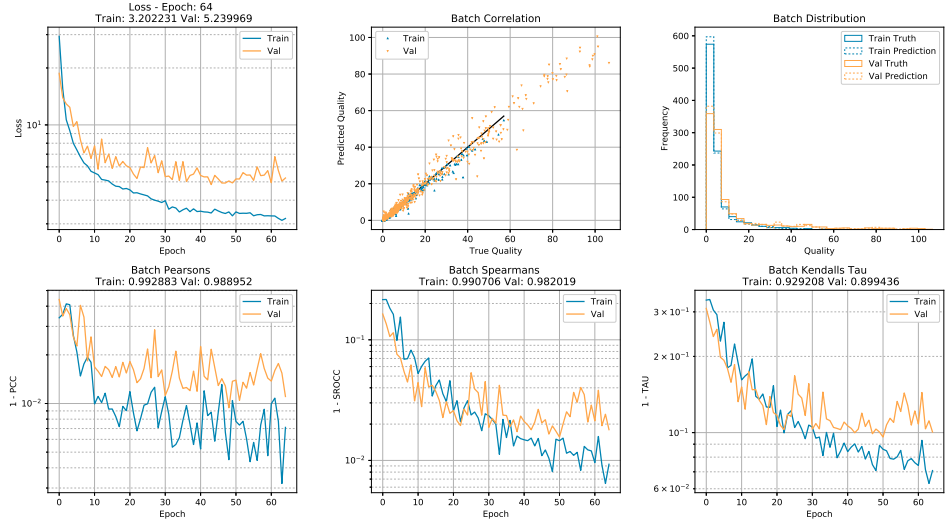 Loss - Epoch: 64
Train: 3.202231 Val: 5.239969
Train
Val
Loss
10¹
0 10 20 30 40 50 60
Epoch
Batch Correlation
Train
Val
Predicted Quality
100
80
60
40
20
0
0 20 40 60 80 100
True Quality
Batch Distribution
Train Truth
Train Prediction
Val Truth
Val Prediction
Frequency
600
500
400
300
200
100
0
0 20 40 60 80 100
Quality
Batch Pearsons
Train: 0.992883 Val: 0.988952
Train
Val
1 - PCC
10⁻²
0 10 20 30 40 50 60
Epoch
Batch Spearmans
Train: 0.990706 Val: 0.982019
Train
Val
1 - SROCC
10⁻¹
10⁻²
0 10 20 30 40 50 60
Epoch
Batch Kendalls Tau
Train: 0.929208 Val: 0.899436
Train
Val
1 - TAU
3 × 10⁻¹
2 × 10⁻¹
10⁻¹
6 × 10⁻²
0 10 20 30 40 50 60
Epoch